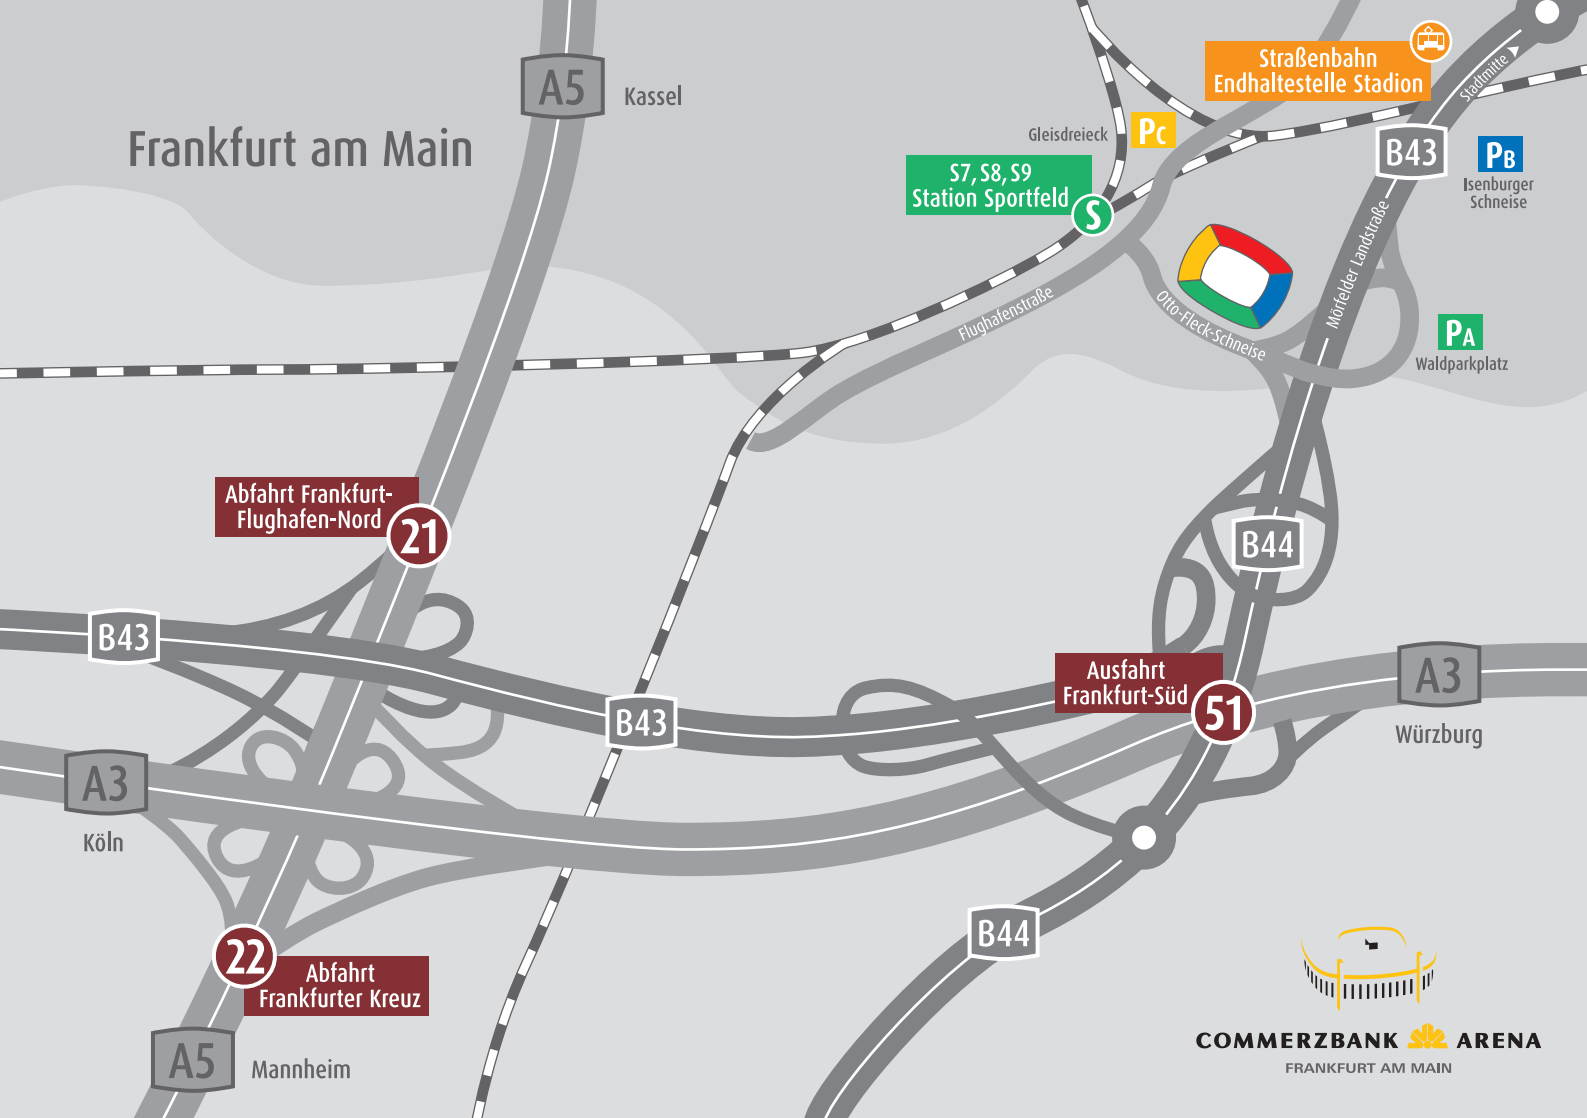 A5
Kassel
Frankfurt am Main
Straßenbahn
Endhaltestelle Stadion
Stadtmitte
Gleisdreieck
PC
B43
PB
Isenburger
Schneise
S7, S8, S9
Station Sportfeld
S
Mörfelder Landstraße
Flughafenstraße
Otto-Fleck-Schneise
PA
Waldparkplatz
Abfahrt Frankfurt-
Flughafen-Nord
21
B44
B43
Ausfahrt
Frankfurt-Süd
51
A3
Würzburg
B43
A3
Köln
B44
22
Abfahrt
Frankfurter Kreuz
A5
Mannheim
COMMERZBANK ARENA
FRANKFURT AM MAIN